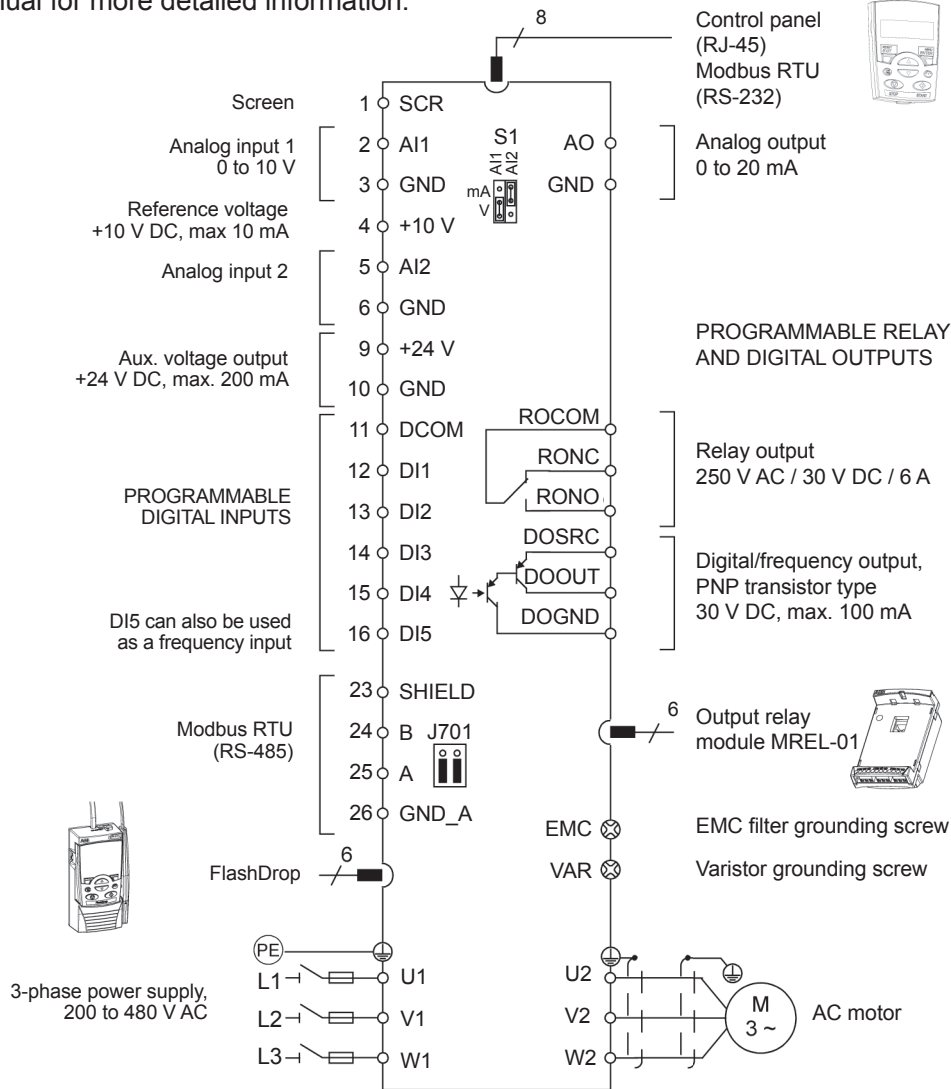 nual for more detailed information.
8
Control panel
(RJ-45)
Modbus RTU
(RS-232)
Screen
1 SCR
Analog input 1
0 to 10 V
2 AI1
3 GND
S1
AI1
AI2
mA
V
AO
GND
Analog output
0 to 20 mA
Reference voltage
+10 V DC, max 10 mA
4 +10 V
Analog input 2
5 AI2
6 GND
Aux. voltage output
+24 V DC, max. 200 mA
9 +24 V
10 GND
PROGRAMMABLE RELAY
AND DIGITAL OUTPUTS
PROGRAMMABLE
DIGITAL INPUTS
11 DCOM
12 DI1
13 DI2
14 DI3
15 DI4
16 DI5
DI5 can also be used
as a frequency input
ROCOM
RONC
RONO
Relay output
250 V AC / 30 V DC / 6 A
DOSRC
DOOUT
DOGND
Digital/frequency output,
PNP transistor type
30 V DC, max. 100 mA
Modbus RTU
(RS-485)
23 SHIELD
24 B
25 A
26 GND_A
J701
6
Output relay
module MREL-01
EMC
EMC filter grounding screw
VAR
Varistor grounding screw
FlashDrop
6
PE
3-phase power supply,
200 to 480 V AC
L1
L2
L3
U1
V1
W1
U2
V2
W2
M
3 ~
AC motor